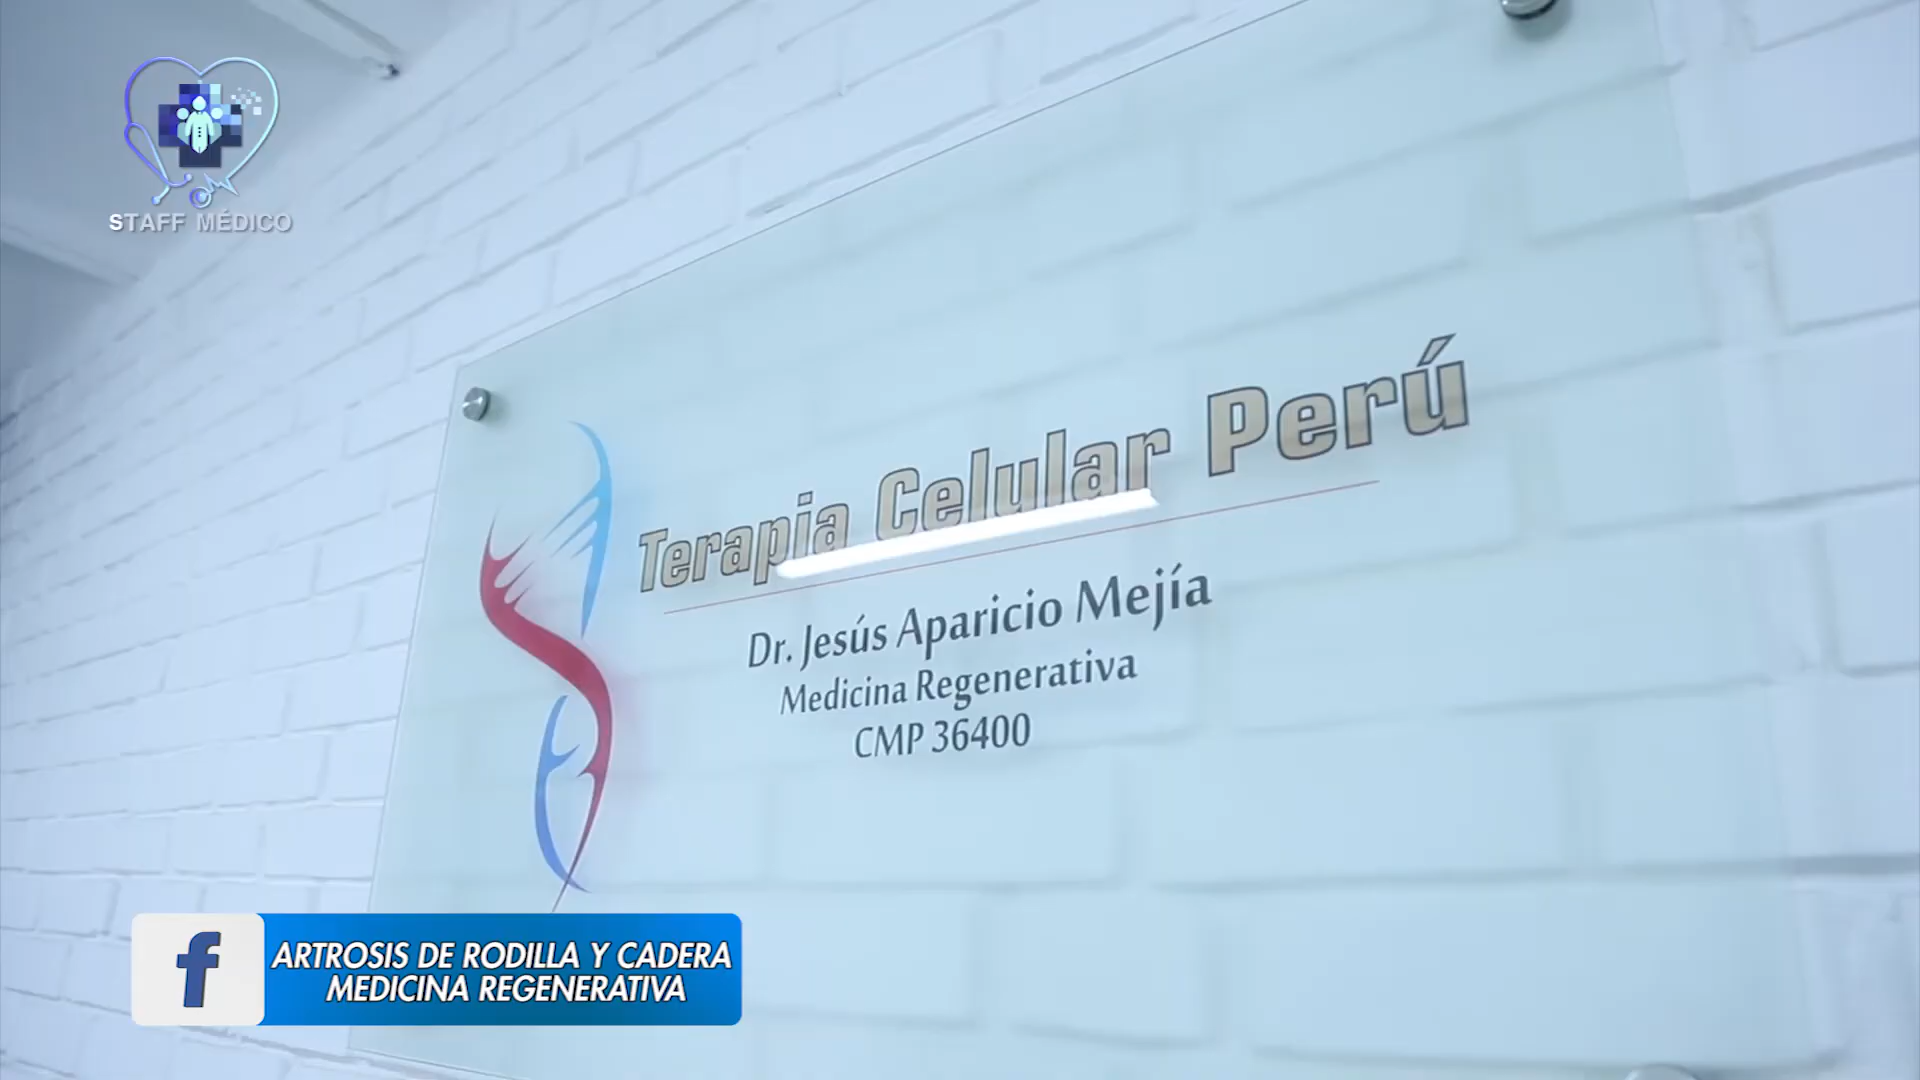 STAFF MÉDICO
Terapia Celular Perú
Dr. Jesús Aparicio Mejía
Medicina Regenerativa
CMP 36400
f
ARTROSIS DE RODILLA Y CADERA
MEDICINA REGENERATIVA